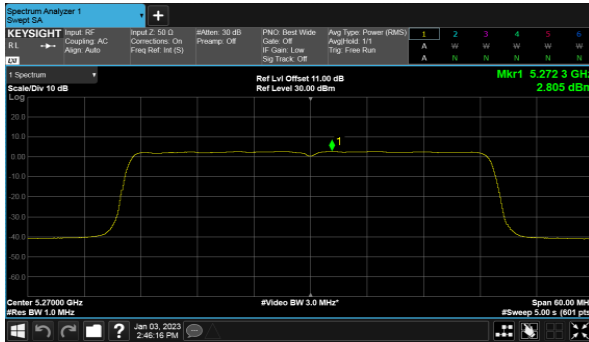 Spectrum Analyzer 1
Swept SA
+
KEYSIGHT
RL
Input: RF
Coupling: AC
Align: Auto
Input Z: 50 Ω
Corrections: On
Freq Ref: Int (S)
#Atten: 30 dB
Preamp: Off
PNO: Best Wide
Gate: Off
IF Gain: Low
Sig Track: Off
Avg Type: Power (RMS)
Avg|Hold: 1/1
Trig: Free Run
1 2 3 4 5 6
A W W W W W
A N N N N N
1 Spectrum
Scale/Div 10 dB
Log
Ref Lvl Offset 11.00 dB
Ref Level 30.00 dBm
Mkr1 5.272 3 GHz
2.805 dBm
20.0
10.0
0.00
-10.0
-20.0
-30.0
-40.0
-50.0
-60.0
1
Center 5.27000 GHz
#Res BW 1.0 MHz
#Video BW 3.0 MHz*
Span 60.00 MHz
#Sweep 5.00 s (601 pts)
?
Jan 03, 2023
2:46:16 PM